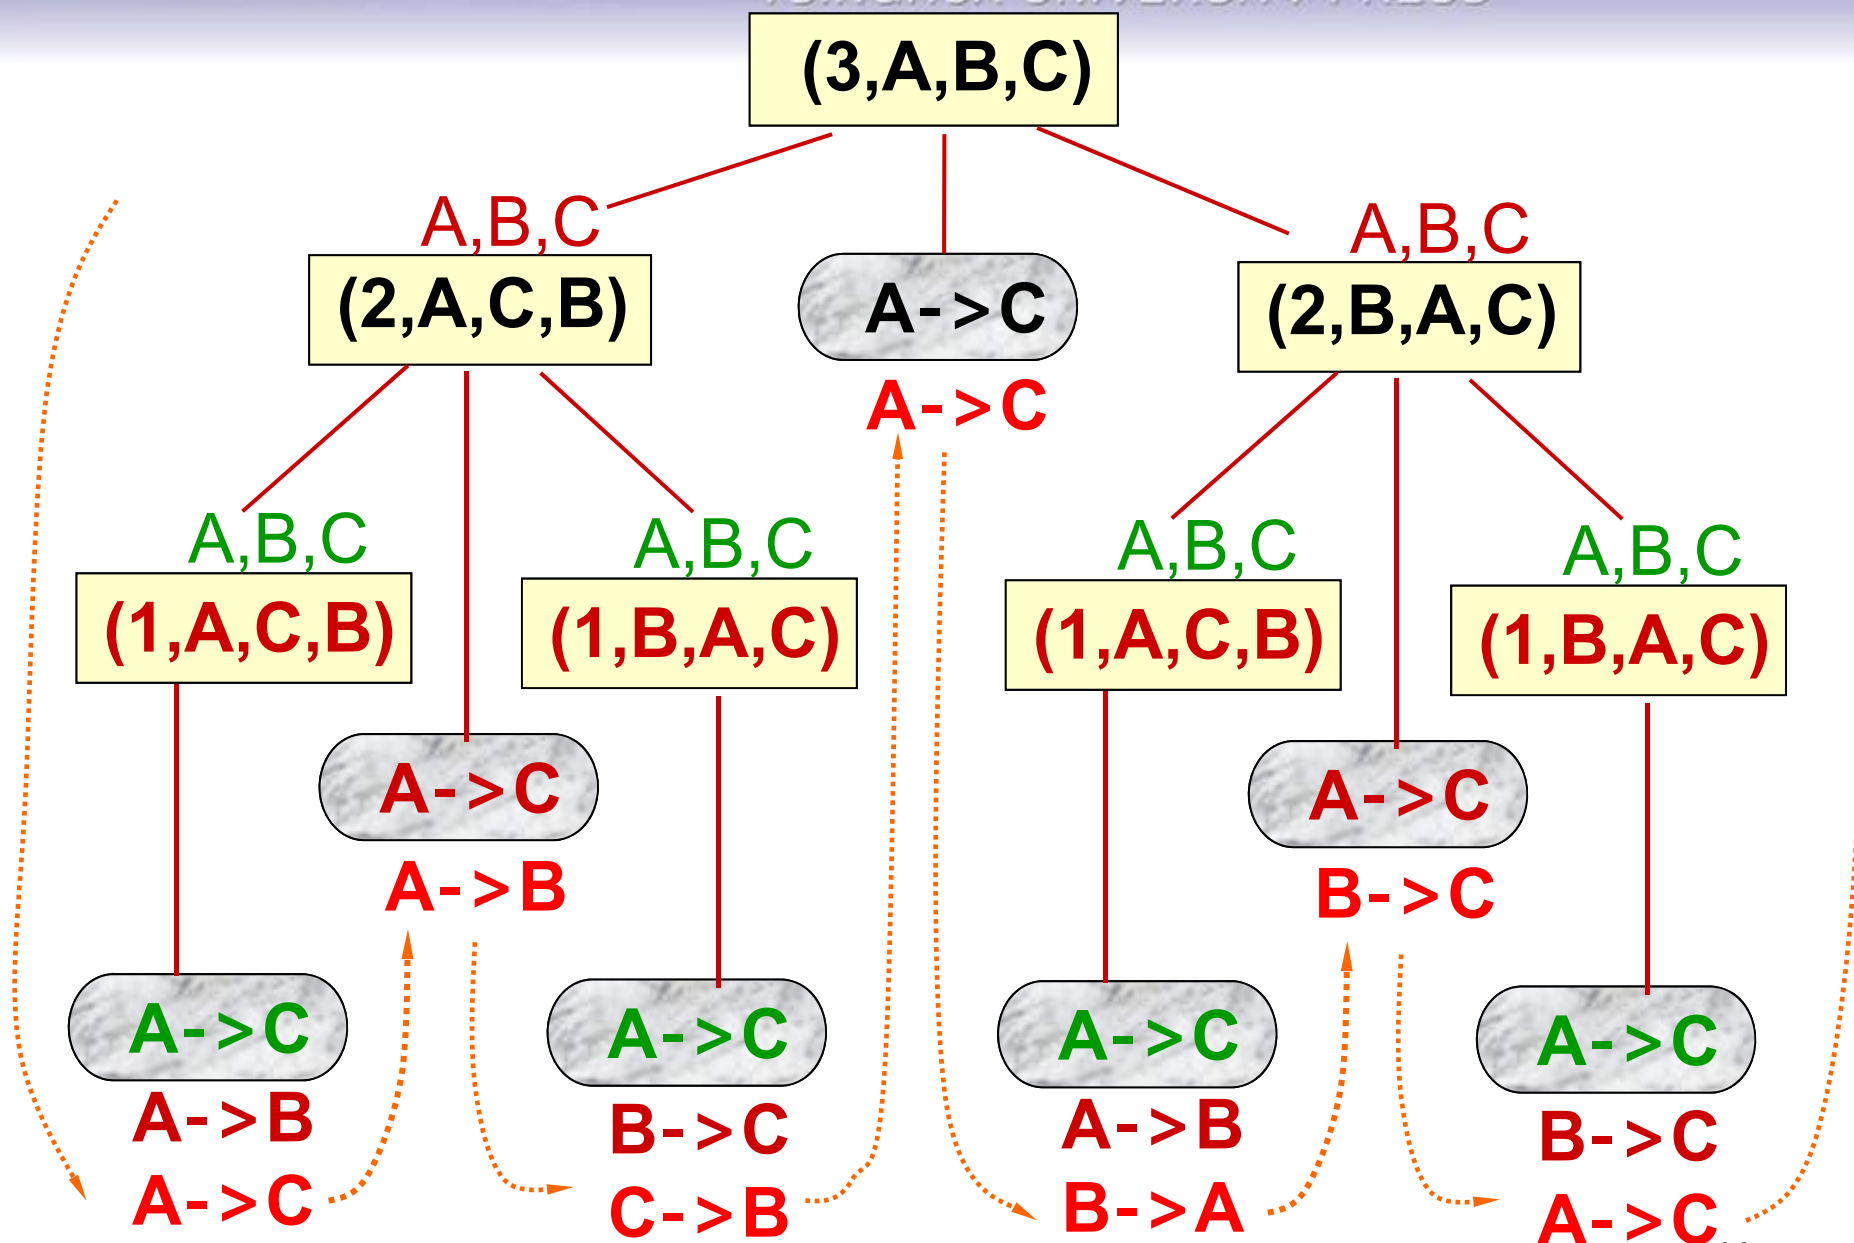 (3,A,B,C)
A,B,C
A,B,C
(2,A,C,B)
A->C
(2,B,A,C)
A->C
A,B,C
A,B,C
A,B,C
A,B,C
(1,A,C,B)
(1,B,A,C)
(1,A,C,B)
(1,B,A,C)
A->C
A->C
A->B
B->C
A->C
A->C
A->C
A->C
A->B
B->C
A->B
B->C
A->C
C->B
B->A
A->C